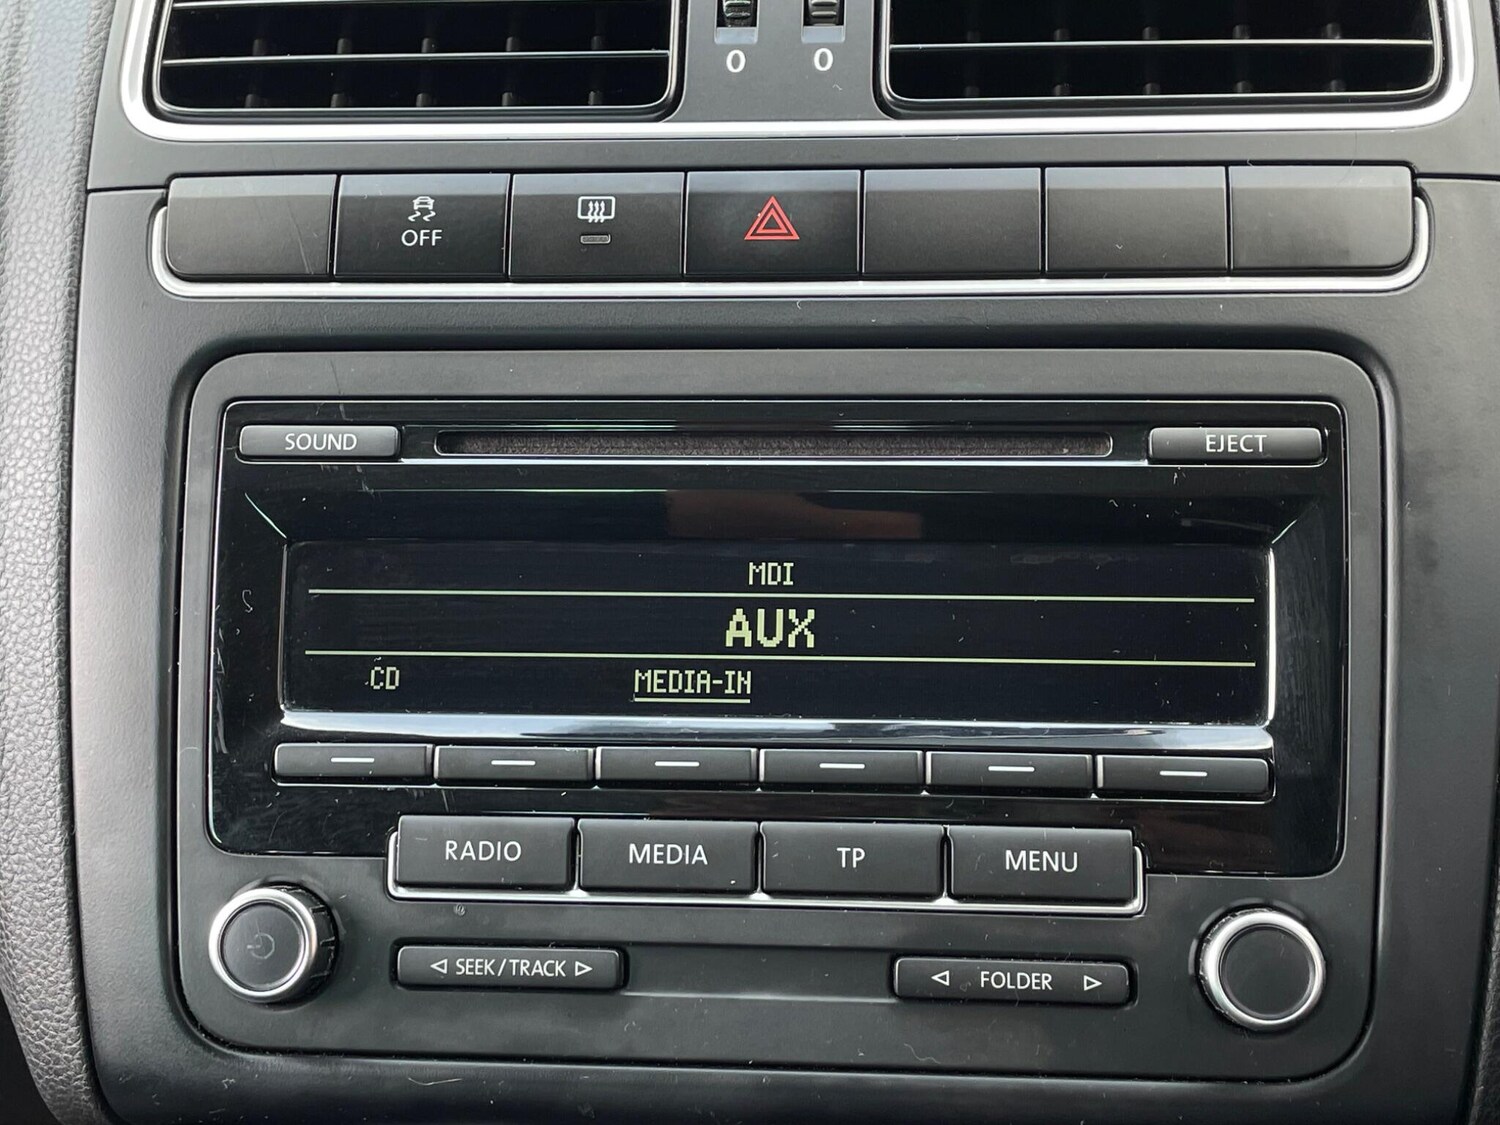 0 0
OFF
SOUND EJECT
MDI
AUX
CD MEDIA-IN
RADIO MEDIA TP MENU
SEEK/TRACK FOLDER